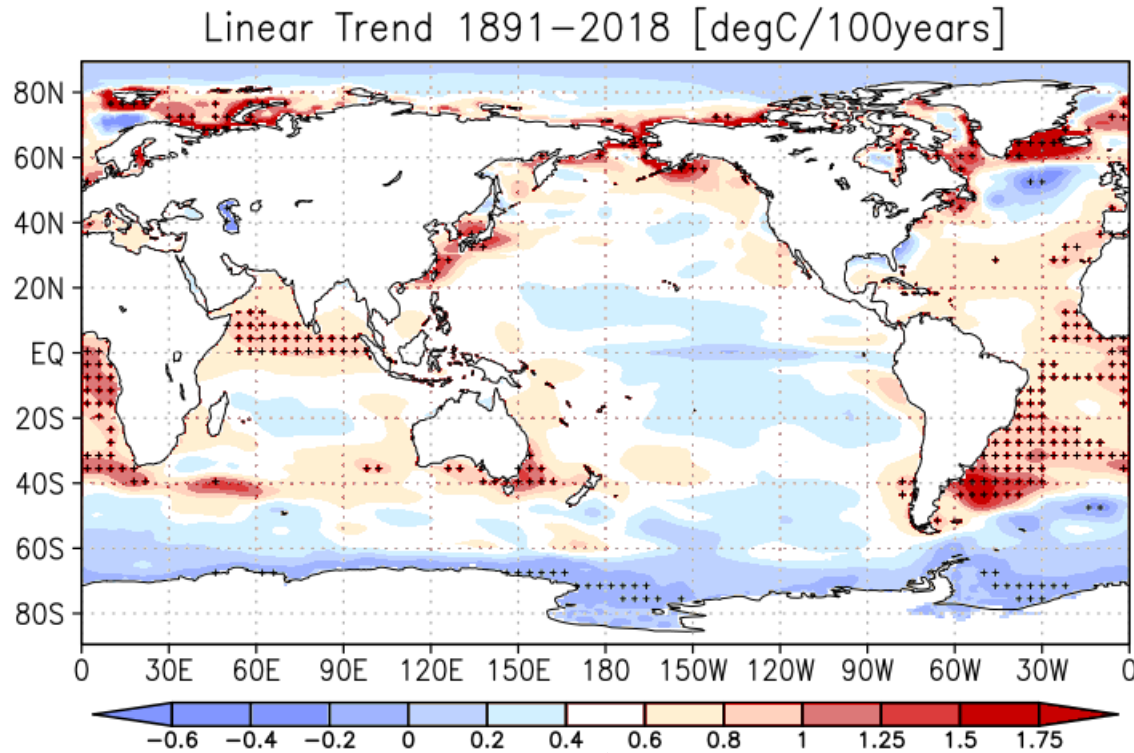 Linear Trend 1891−2018 [degC/100years]
80N
60N
40N
20N
EQ
20S
40S
60S
80S
0 30E 60E 90E 120E 150E 180 150W 120W 90W 60W 30W 0
−0.6 −0.4 −0.2 0 0.2 0.4 0.6 0.8 1 1.25 1.5 1.75